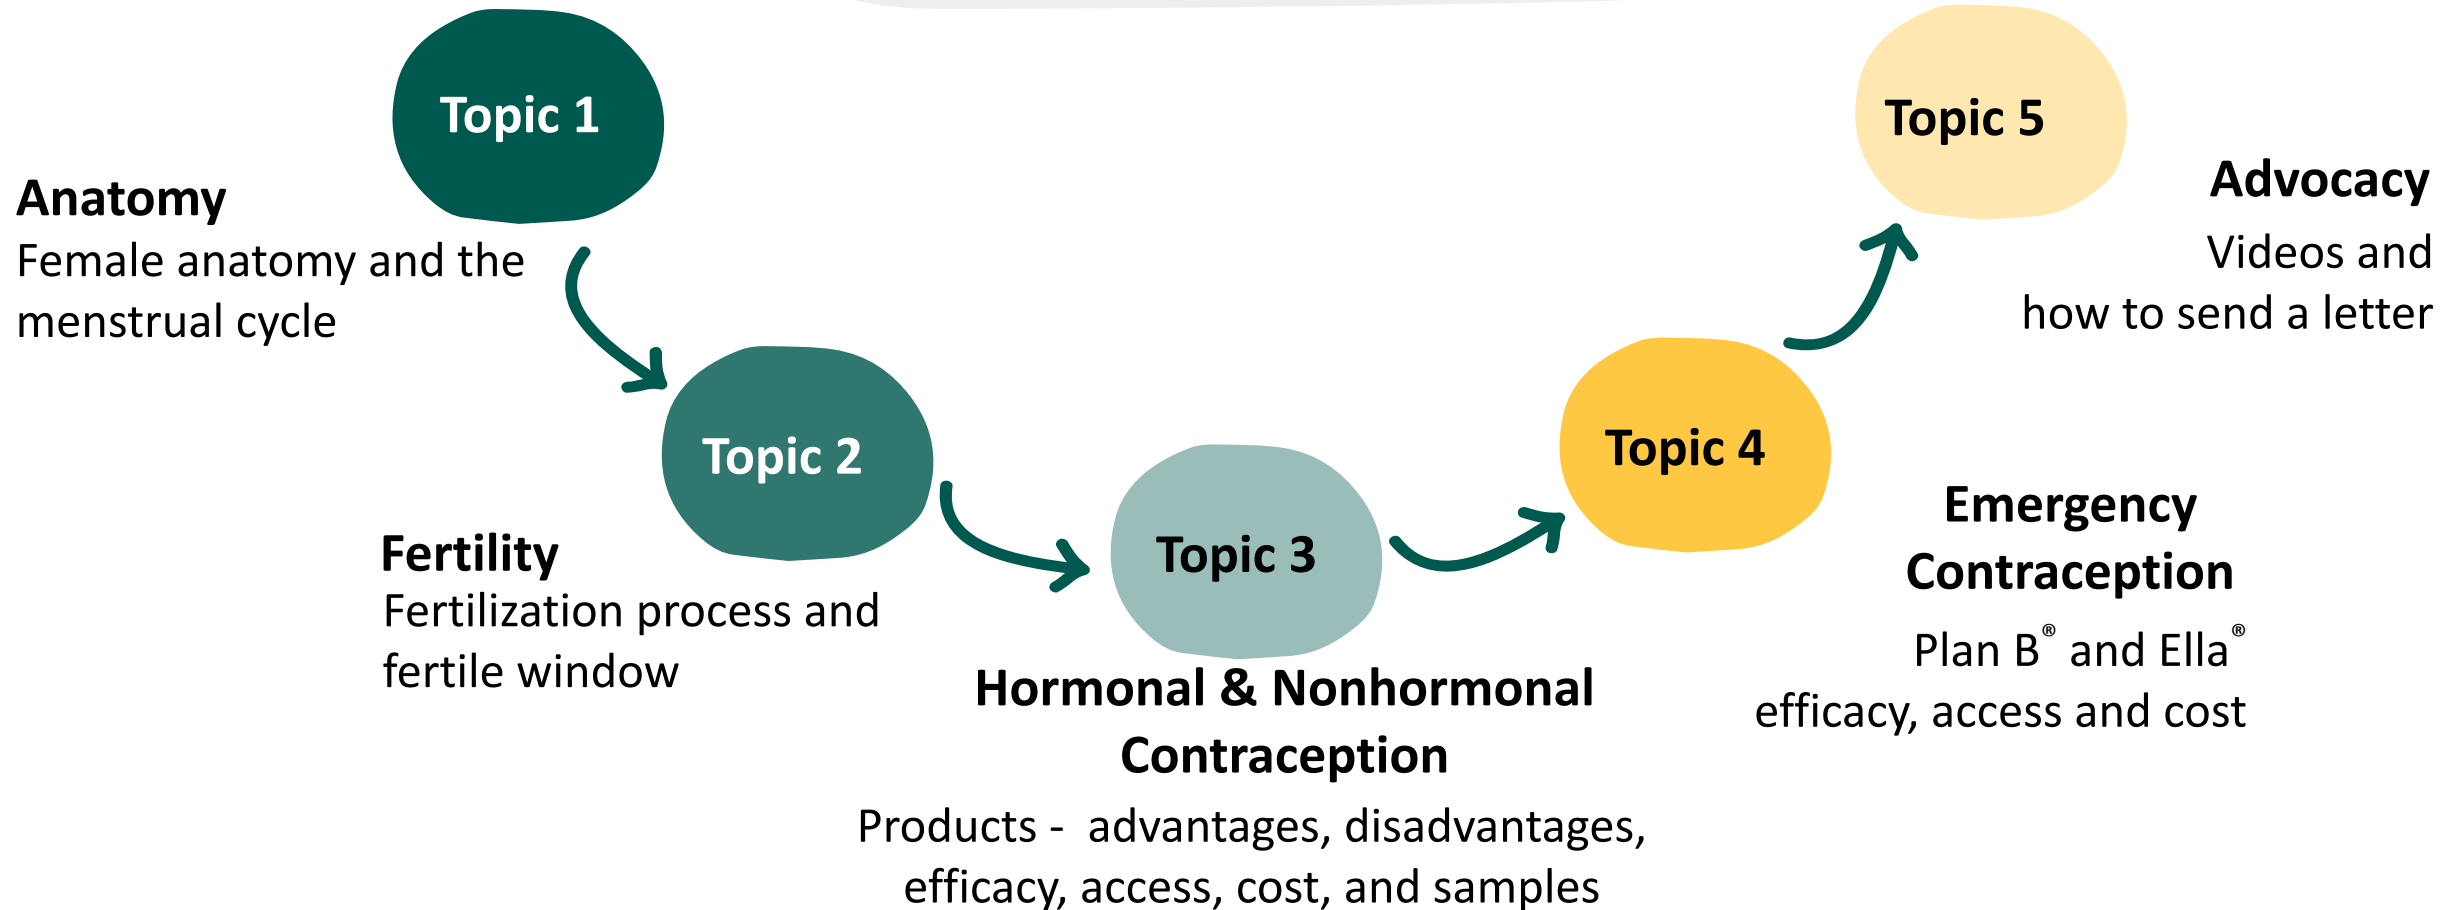 Topic 1
Anatomy
Female anatomy and the
menstrual cycle
Topic 2
Fertility
Fertilization process and
fertile window
Topic 3
Hormonal & Nonhormonal
Contraception
Products -  advantages, disadvantages,
efficacy, access, cost, and samples
Topic 4
Emergency
Contraception
Plan B® and Ella®
efficacy, access and cost
Topic 5
Advocacy
Videos and
how to send a letter